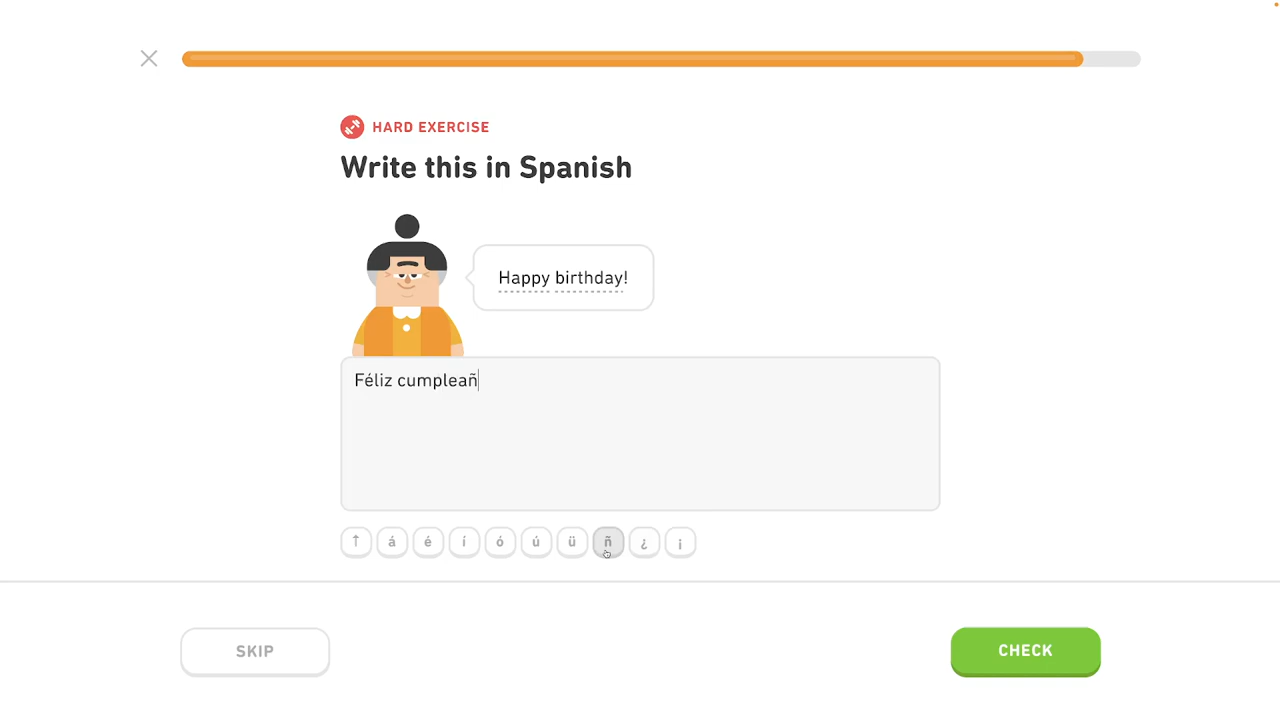 HARD EXERCISE
Write this in Spanish
Happy birthday!
Féliz cumpleañ
↑ á é í ó ú ü ñ ¿ ¡
SKIP
CHECK